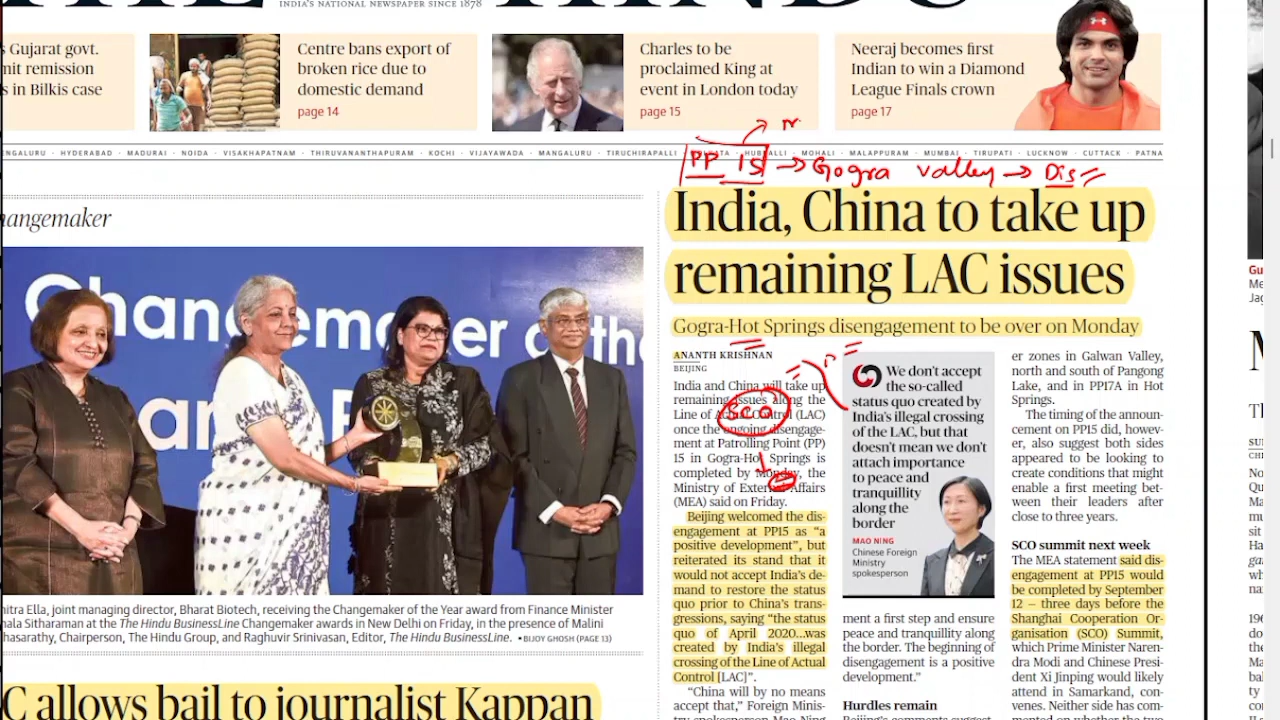 THE HINDU
INDIA'S NATIONAL NEWSPAPER SINCE 1878
s Gujarat govt.
mit remission
s in Bilkis case
Centre bans export of
broken rice due to
domestic demand
page 14
Charles to be
proclaimed King at
event in London today
page 15
Neeraj becomes first
Indian to win a Diamond
League Finals crown
page 17
NGALURU · HYDERABAD · MADURAI · NOIDA · VISAKHAPATNAM · THIRUVANANTHAPURAM · KOCHI · VIJAYAWADA · MANGALURU · TIRUCHIRAPALLI · HUBBALLI · MOHALI · MALAPPURAM · MUMBAI · TIRUPATI · LUCKNOW · CUTTACK · PATNA
PP 15 → Gogra valley → Dis
hangemaker
Changemaker of the
India, China to take up
remaining LAC issues
Gogra-Hot Springs disengagement to be over on Monday
ANANTH KRISHNAN
BEIJING
India and China will take up
remaining issues along the
Line of Actual Control (LAC)
once the ongoing disengage-
ment at Patrolling Point (PP)
15 in Gogra-Hot Springs is
completed by Monday, the
Ministry of External Affairs
(MEA) said on Friday.
SCO
Beijing welcomed the dis-
engagement at PP15 as “a
positive development”, but
reiterated its stand that it
would not accept India’s de-
mand to restore the status
quo prior to China’s trans-
gressions, saying “the status
quo of April 2020...was
created by India’s illegal
crossing of the Line of Actual
Control [LAC]”.
“China will by no means
accept that,” Foreign Minis-
try spokesperson Mao Ning
We don’t accept
the so-called
status quo created by
India’s illegal crossing
of the LAC, but that
doesn’t mean we don’t
attach importance
to peace and
tranquillity
along the
border
MAO NING
Chinese Foreign
Ministry
spokesperson
ment a first step and ensure
peace and tranquillity along
the border. The beginning of
disengagement is a positive
development.”
Hurdles remain
Beijing’s comments suggest
er zones in Galwan Valley,
north and south of Pangong
Lake, and in PP17A in Hot
Springs.
The timing of the announ-
cement on PP15 did, howev-
er, also suggest both sides
appeared to be looking to
create conditions that might
enable a first meeting bet-
ween their leaders after
close to three years.
SCO summit next week
The MEA statement said dis-
engagement at PP15 would
be completed by September
12 – three days before the
Shanghai Cooperation Or-
ganisation (SCO) Summit,
which Prime Minister Naren-
dra Modi and Chinese Presi-
dent Xi Jinping would likely
attend in Samarkand, con-
venes. Neither side has com-
mented on whether the two
hitra Ella, joint managing director, Bharat Biotech, receiving the Changemaker of the Year award from Finance Minister
nala Sitharaman at the The Hindu BusinessLine Changemaker awards in New Delhi on Friday, in the presence of Malini
thasarathy, Chairperson, The Hindu Group, and Raghuvir Srinivasan, Editor, The Hindu BusinessLine. • BIJOY GHOSH (PAGE 13)
C allows bail to journalist Kappan